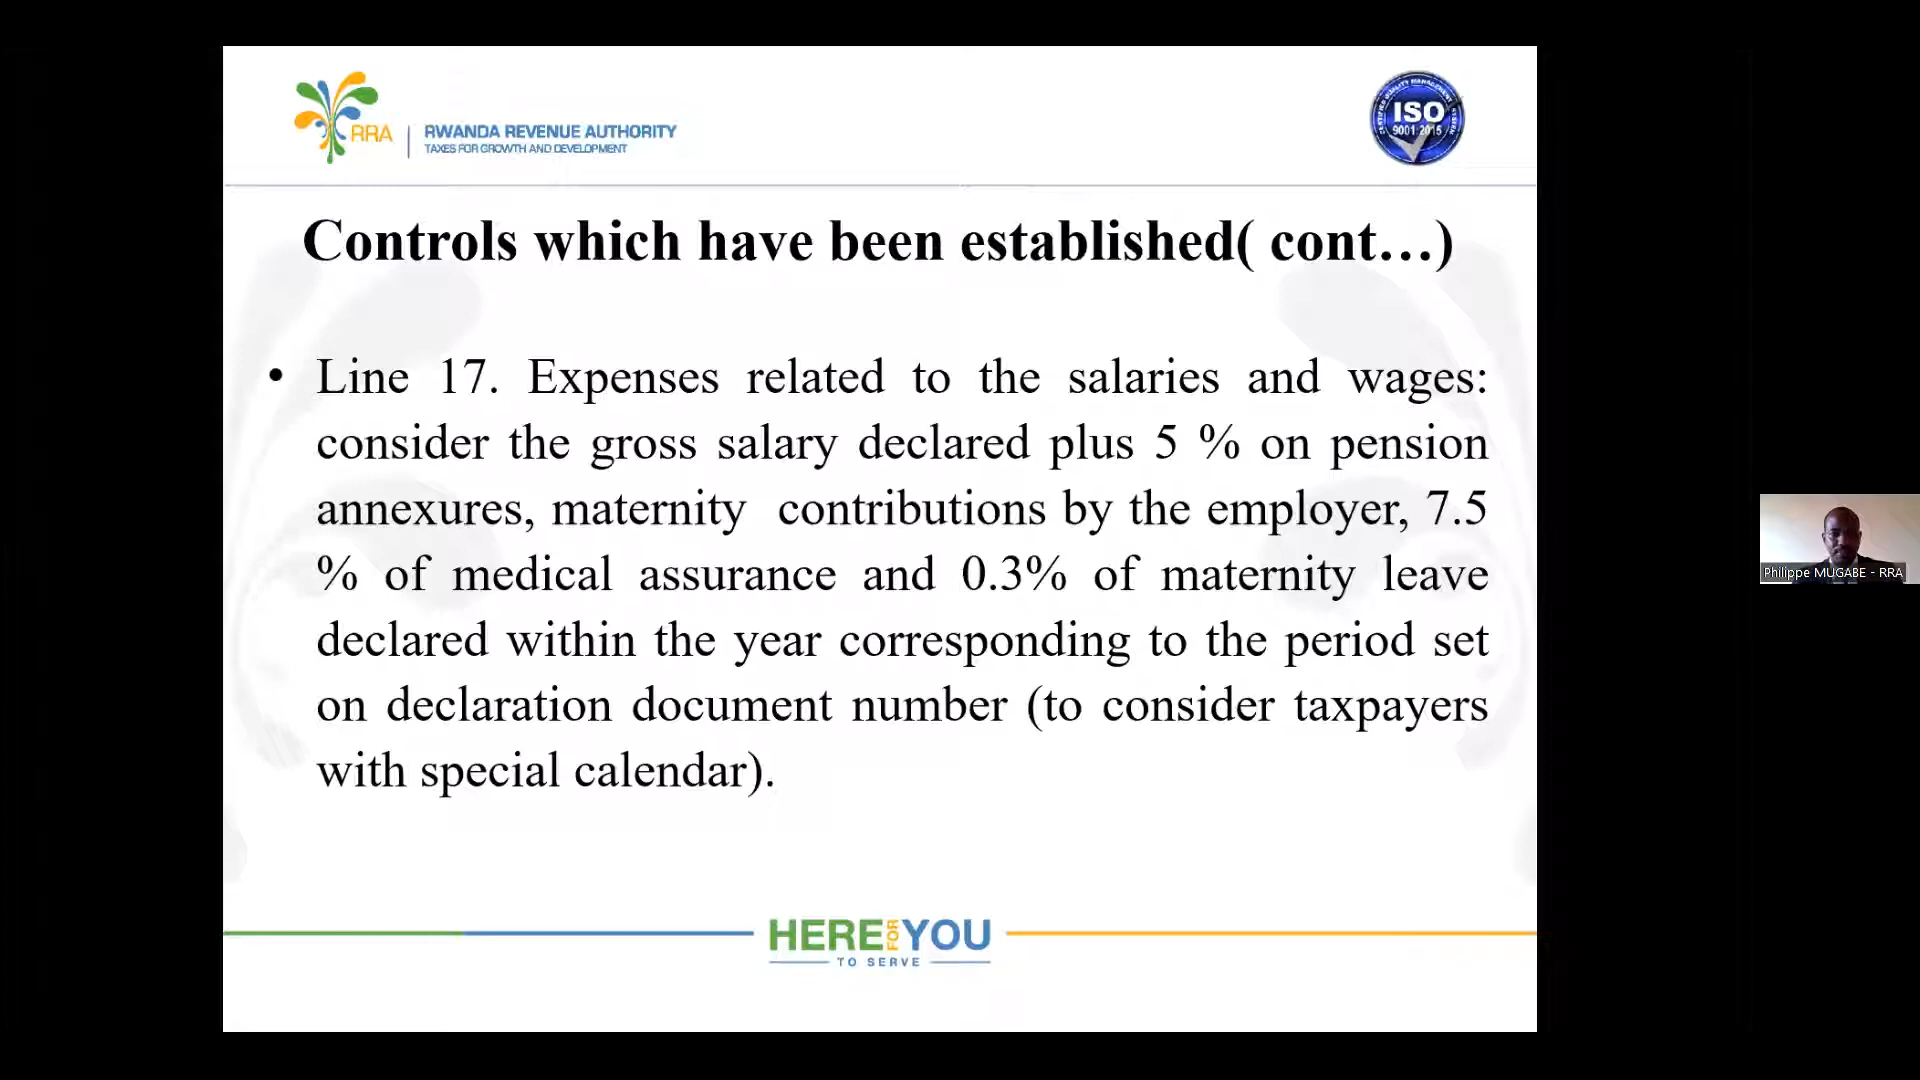 RRA
RWANDA REVENUE AUTHORITY
TAXES FOR GROWTH AND DEVELOPMENT
CERTIFIED QUALITY MANAGEMENT SYSTEM
ISO
9001:2015
Controls which have been established( cont…)
• Line 17. Expenses related to the salaries and wages:
consider the gross salary declared plus 5 % on pension
annexures, maternity contributions by the employer, 7.5
% of medical assurance and 0.3% of maternity leave
declared within the year corresponding to the period set
on declaration document number (to consider taxpayers
with special calendar).
Philippe MUGABE - RRA
HERE FOR YOU
TO SERVE